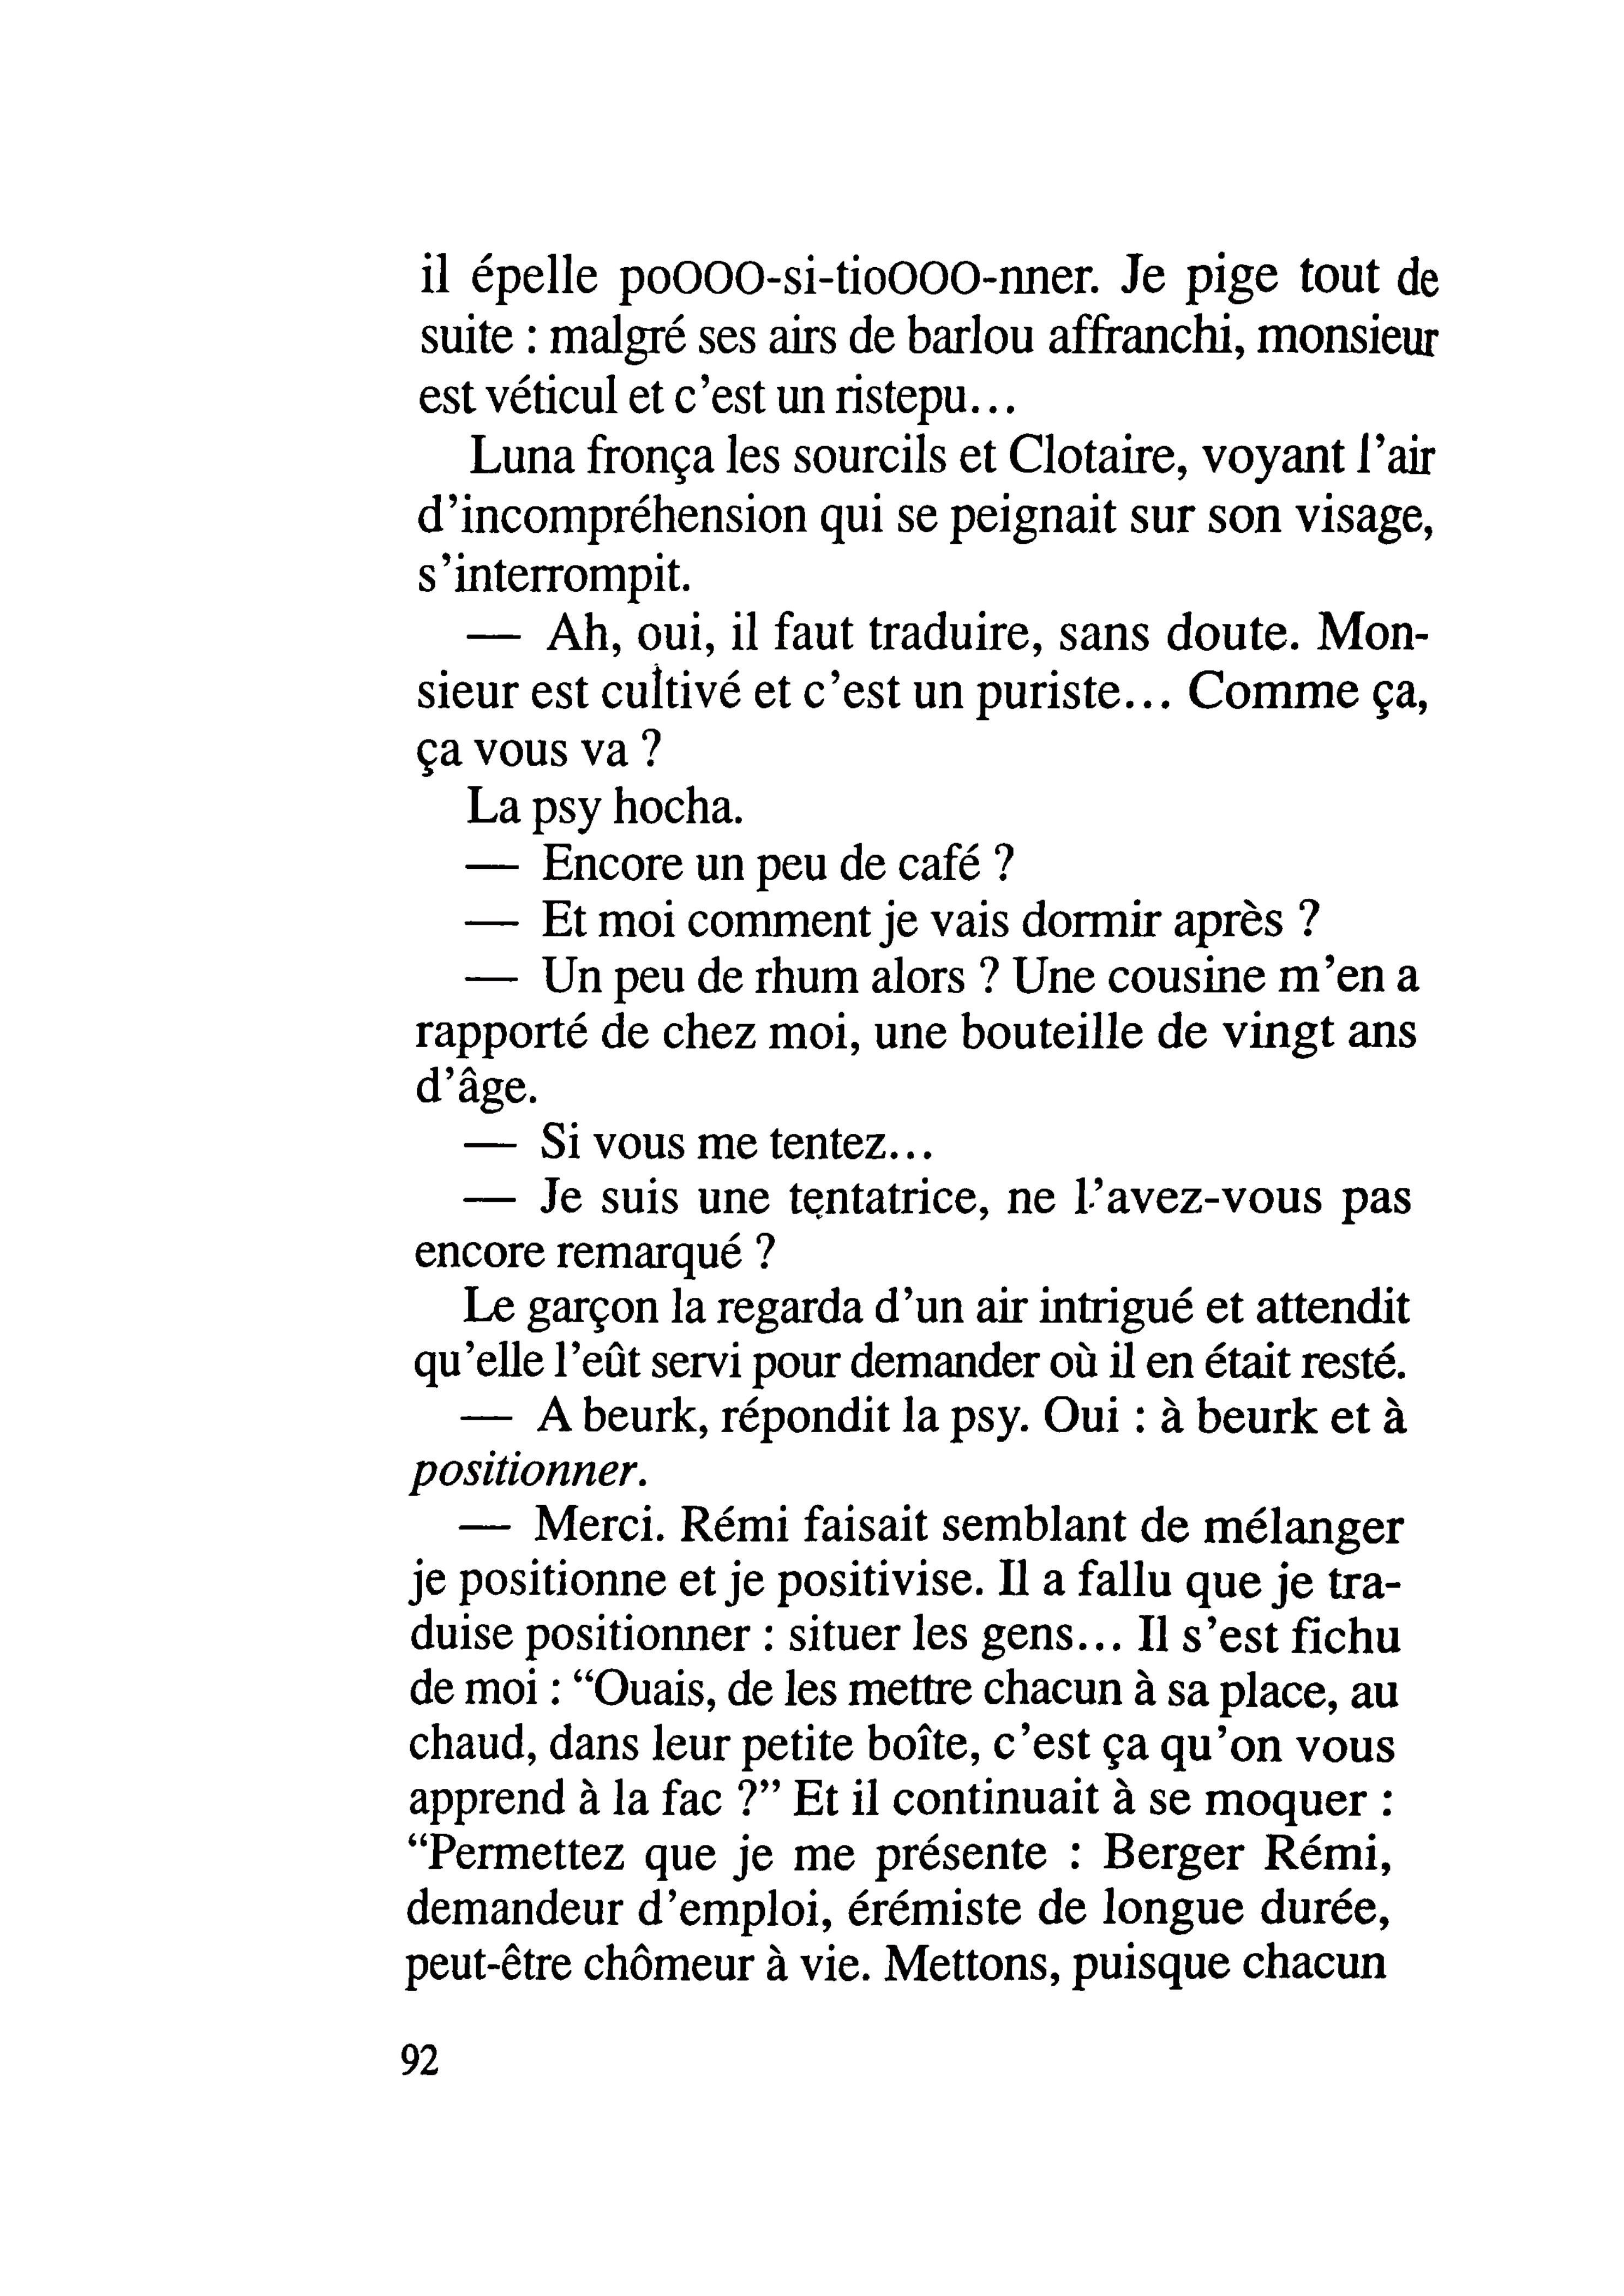 il épelle poOOO-si-tioOOO-nner. Je pige tout de
suite : malgré ses airs de barlou affranchi, monsieur
est véticul et c’est un ristepu…
Luna fronça les sourcils et Clotaire, voyant l’air
d’incompréhension qui se peignait sur son visage,
s’interrompit.
— Ah, oui, il faut traduire, sans doute. Mon-
sieur est cultivé et c’est un puriste… Comme ça,
ça vous va ?
La psy hocha.
— Encore un peu de café ?
— Et moi comment je vais dormir après ?
— Un peu de rhum alors ? Une cousine m’en a
rapporté de chez moi, une bouteille de vingt ans
d’âge.
— Si vous me tentez…
— Je suis une tentatrice, ne l’avez-vous pas
encore remarqué ?
Le garçon la regarda d’un air intrigué et attendit
qu’elle l’eût servi pour demander où il en était resté.
— A beurk, répondit la psy. Oui : à beurk et à
positionner.
— Merci. Rémi faisait semblant de mélanger
je positionne et je positivise. Il a fallu que je tra-
duise positionner : situer les gens… Il s’est fichu
de moi : “Ouais, de les mettre chacun à sa place, au
chaud, dans leur petite boîte, c’est ça qu’on vous
apprend à la fac ?” Et il continuait à se moquer :
“Permettez que je me présente : Berger Rémi,
demandeur d’emploi, érémiste de longue durée,
peut-être chômeur à vie. Mettons, puisque chacun
92